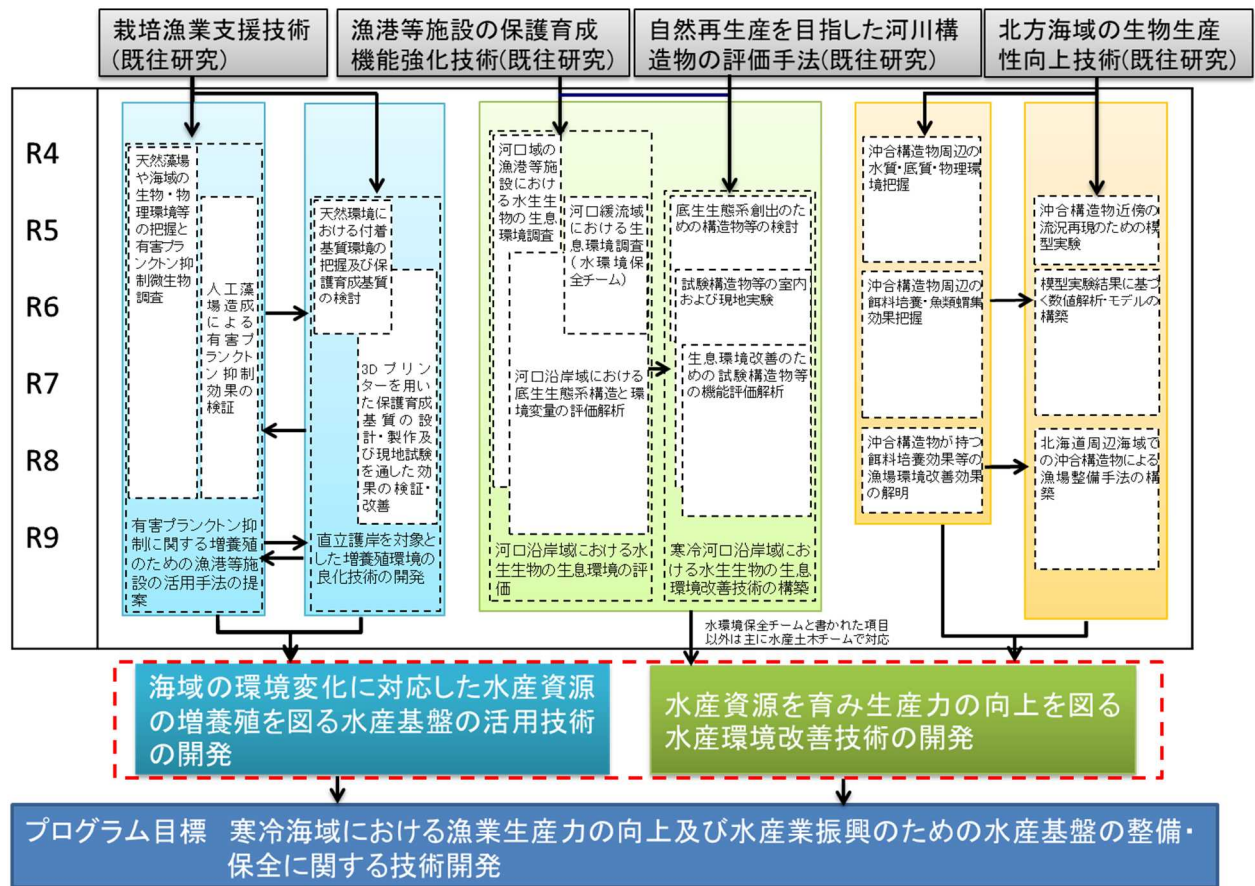 栽培漁業支援技術
(既往研究)
漁港等施設の保護育成
機能強化技術(既往研究)
自然再生産を目指した河川構
造物の評価手法(既往研究)
北方海域の生物生産
性向上技術(既往研究)
R4
R5
R6
R7
R8
R9
天然藻場
や海域の
生物・物
理環境等
の把握と
有害プラ
ンクトン抑
制微生物
調査
人工藻
場造成に
よる有害
プランク
トン抑制
効果の検
証
有害プランクトン抑
制に関する増養殖
のための漁港等施
設の活用手法の提
案
天然環境にお
ける付着
基質環境の
把握及び保
護育成基質
の検討
3Dプリン
ターを用い
た保護育成
基質の設
計・製作及
び現地試験
を通した効
果の検証・
改善
直立護岸を対象と
した増養殖環境の
良化技術の開発
河口域の
漁港等施
設におけ
る水生生
物の生息
環境調査
河口緩流域
における生
息環境調査
(水環境保
全チーム)
河口沿岸域における
底生生態系構造と環
境変量の評価解析
河口沿岸域における水
生生物の生息環境の評
価
底生生態系創出のため
の構造物等の検討
試験構造物等の室内
および現地実験
生息環境改善のため
の試験構造物等
の機能評価解析
寒冷河口沿岸域にお
ける水生生物の生息
環境改善技術の構築
沖合構造物周辺の
水質・底質・物理環
境把握
沖合構造物周辺の
餌料培養・魚類蝟集
効果把握
沖合構造物が持つ
餌料培養効果等の
漁場環境改善効果
の解明
沖合構造物近傍の
流況再現のための模
型実験
模型実験結果に基づ
く数値解析・モデルの
構築
北海道周辺海域で
の沖合構造物による
漁場整備手法の構
築
水環境保全チームと書かれた項目
以外は主に水産土木チームで対応
海域の環境変化に対応した水産資源
の増養殖を図る水産基盤の活用技術
の開発
水産資源を育み生産力の向上を図る
水産環境改善技術の開発
プログラム目標 寒冷海域における漁業生産力の向上及び水産業振興のための水産基盤の整備・
保全に関する技術開発